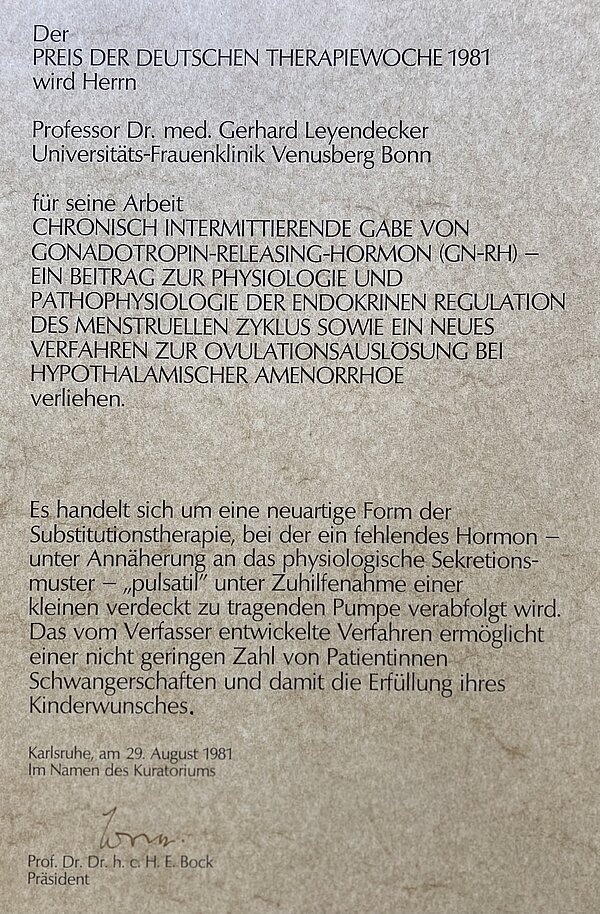 Der
PREIS DER DEUTSCHEN THERAPIEWOCHE 1981
wird Herrn
Professor Dr. med. Gerhard Leyendecker
Universitäts-Frauenklinik Venusberg Bonn
für seine Arbeit
CHRONISCH INTERMITTIERENDE GABE VON
GONADOTROPIN-RELEASING-HORMON (GN-RH) –
EIN BEITRAG ZUR PHYSIOLOGIE UND
PATHOPHYSIOLOGIE DER ENDOKRINEN REGULATION
DES MENSTRUELLEN ZYKLUS SOWIE EIN NEUES
VERFAHREN ZUR OVULATIONSAUSLÖSUNG BEI
HYPOTHALAMISCHER AMENORRHOE
verliehen.
Es handelt sich um eine neuartige Form der
Substitutionstherapie, bei der ein fehlendes Hormon –
unter Annäherung an das physiologische Sekretions-
muster – „pulsatil” unter Zuhilfenahme einer
kleinen verdeckt zu tragenden Pumpe verabfolgt wird.
Das vom Verfasser entwickelte Verfahren ermöglicht
einer nicht geringen Zahl von Patientinnen
Schwangerschaften und damit die Erfüllung ihres
Kinderwunsches.
Karlsruhe, am 29. August 1981
Im Namen des Kuratoriums
Prof. Dr. Dr. h. c. H. E. Bock
Präsident